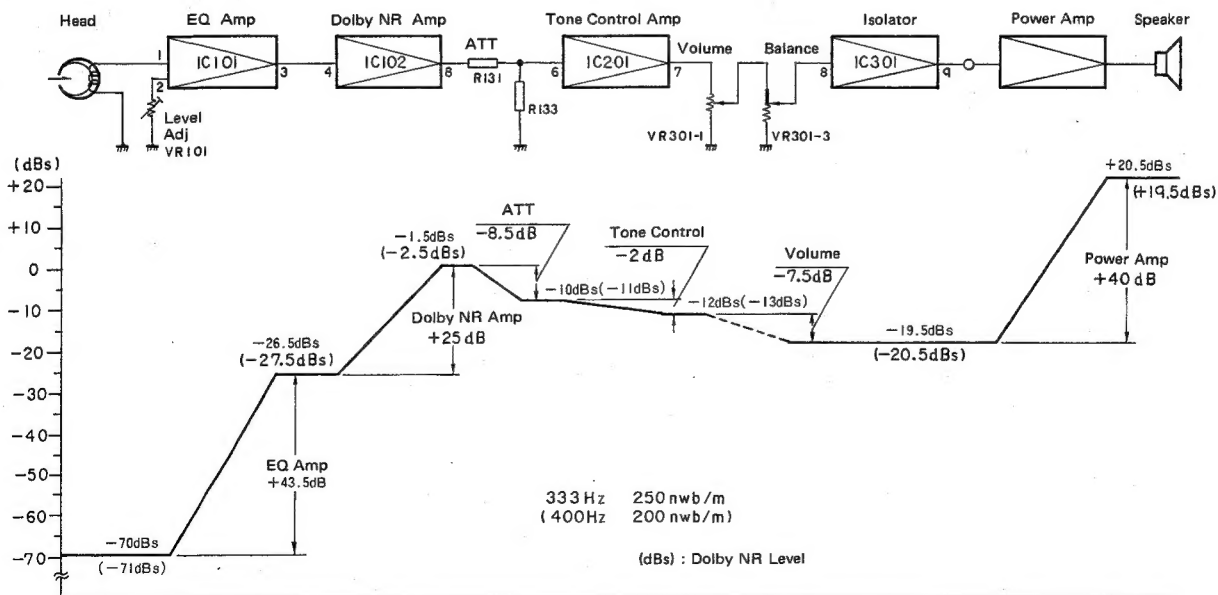 Head
EQ Amp
Dolby NR Amp
ATT
Tone Control Amp
Volume
Balance
Isolator
Power Amp
Speaker
1
2
IC101
3
4
IC102
8
R131
R133
6
IC201
7
8
IC301
9
Level
Adj
VR101
VR301-1
VR301-3
(dBs)
+20
+10
0
-10
-20
-30
-40
-50
-60
-70
-70dBs
(-71dBs)
EQ Amp
+43.5dB
-26.5dBs
(-27.5dBs)
Dolby NR Amp
+25dB
-1.5dBs
(-2.5dBs)
ATT
-8.5dB
-10dBs(-11dBs)
Tone Control
-2dB
-12dBs(-13dBs)
Volume
-7.5dB
-19.5dBs
(-20.5dBs)
Power Amp
+40dB
+20.5dBs
(+19.5dBs)
333Hz 250nwb/m
(400Hz 200nwb/m)
(dBs) : Dolby NR Level